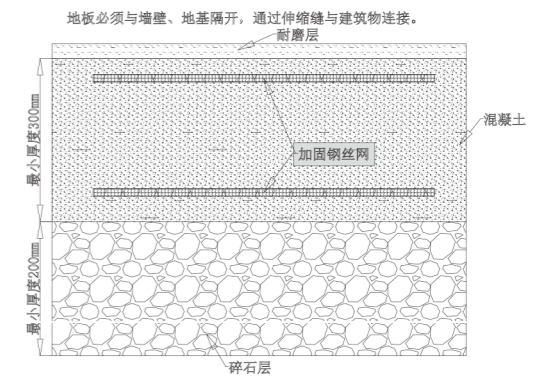 地板必须与墙壁、地基隔开，通过伸缩缝与建筑物连接。
耐磨层
最小厚度300mm
混凝土
加固钢丝网
最小厚度200mm
碎石层